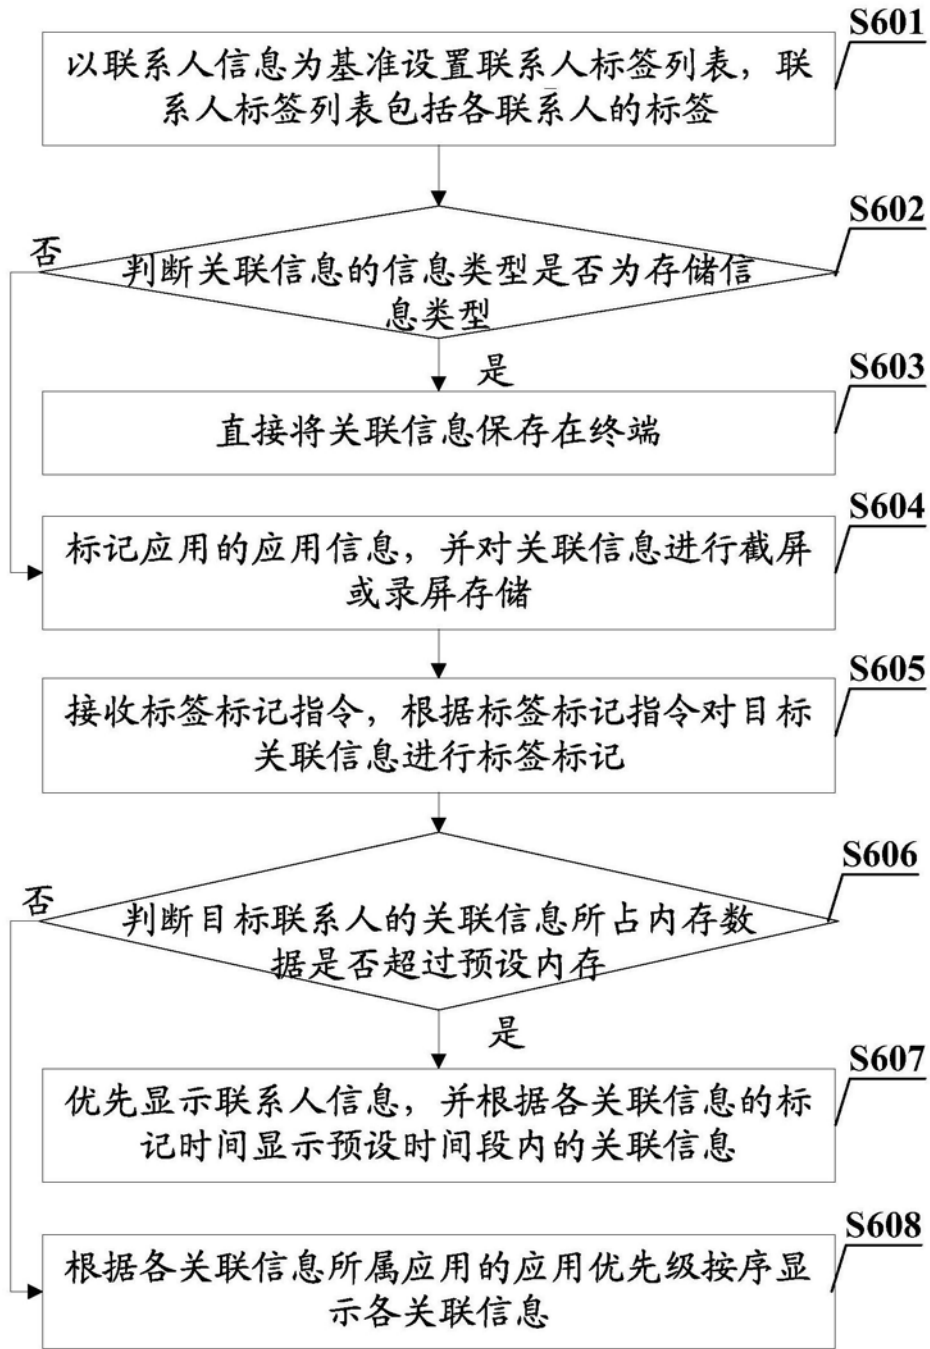 S601
以联系人信息为基准设置联系人标签列表，联
系人标签列表包括各联系人的标签
S602
否
判断关联信息的信息类型是否为存储信
息类型
是
S603
直接将关联信息保存在终端
S604
标记应用的应用信息，并对关联信息进行截屏
或录屏存储
S605
接收标签标记指令，根据标签标记指令对目标
关联信息进行标签标记
S606
否
判断目标联系人的关联信息所占内存数
据是否超过预设内存
是
S607
优先显示联系人信息，并根据各关联信息的标
记时间显示预设时间段内的关联信息
S608
根据各关联信息所属应用的应用优先级按序显
示各关联信息